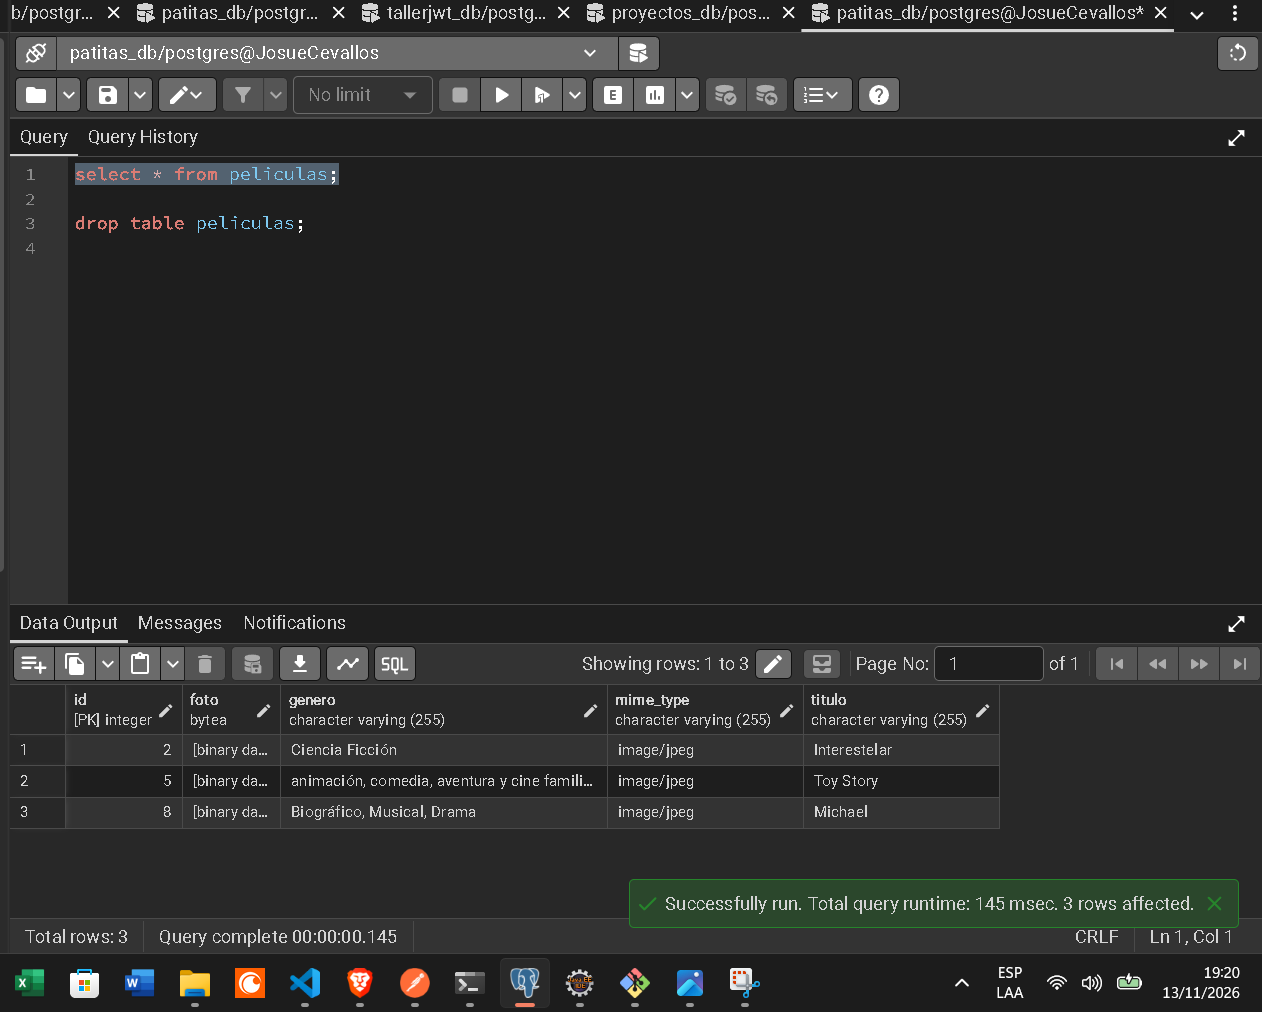 b/postgr...
patitas_db/postgr...
tallerjwt_db/postg...
proyectos_db/pos...
patitas_db/postgres@JosueCevallos*
patitas_db/postgres@JosueCevallos
No limit
E
Query
Query History
1 select * from peliculas;
2
3 drop table peliculas;
4
Data Output
Messages
Notifications
SQL
Showing rows: 1 to 3
Page No: 1 of 1
id
[PK] integer
foto
bytea
genero
character varying (255)
mime_type
character varying (255)
titulo
character varying (255)
1 2 [binary da... Ciencia Ficción image/jpeg Interestelar
2 5 [binary da... animación, comedia, aventura y cine famili... image/jpeg Toy Story
3 8 [binary da... Biográfico, Musical, Drama image/jpeg Michael
Successfully run. Total query runtime: 145 msec. 3 rows affected.
Total rows: 3
Query complete 00:00:00.145
CRLF
Ln 1, Col 1
ESP
LAA
19:20
13/11/2026